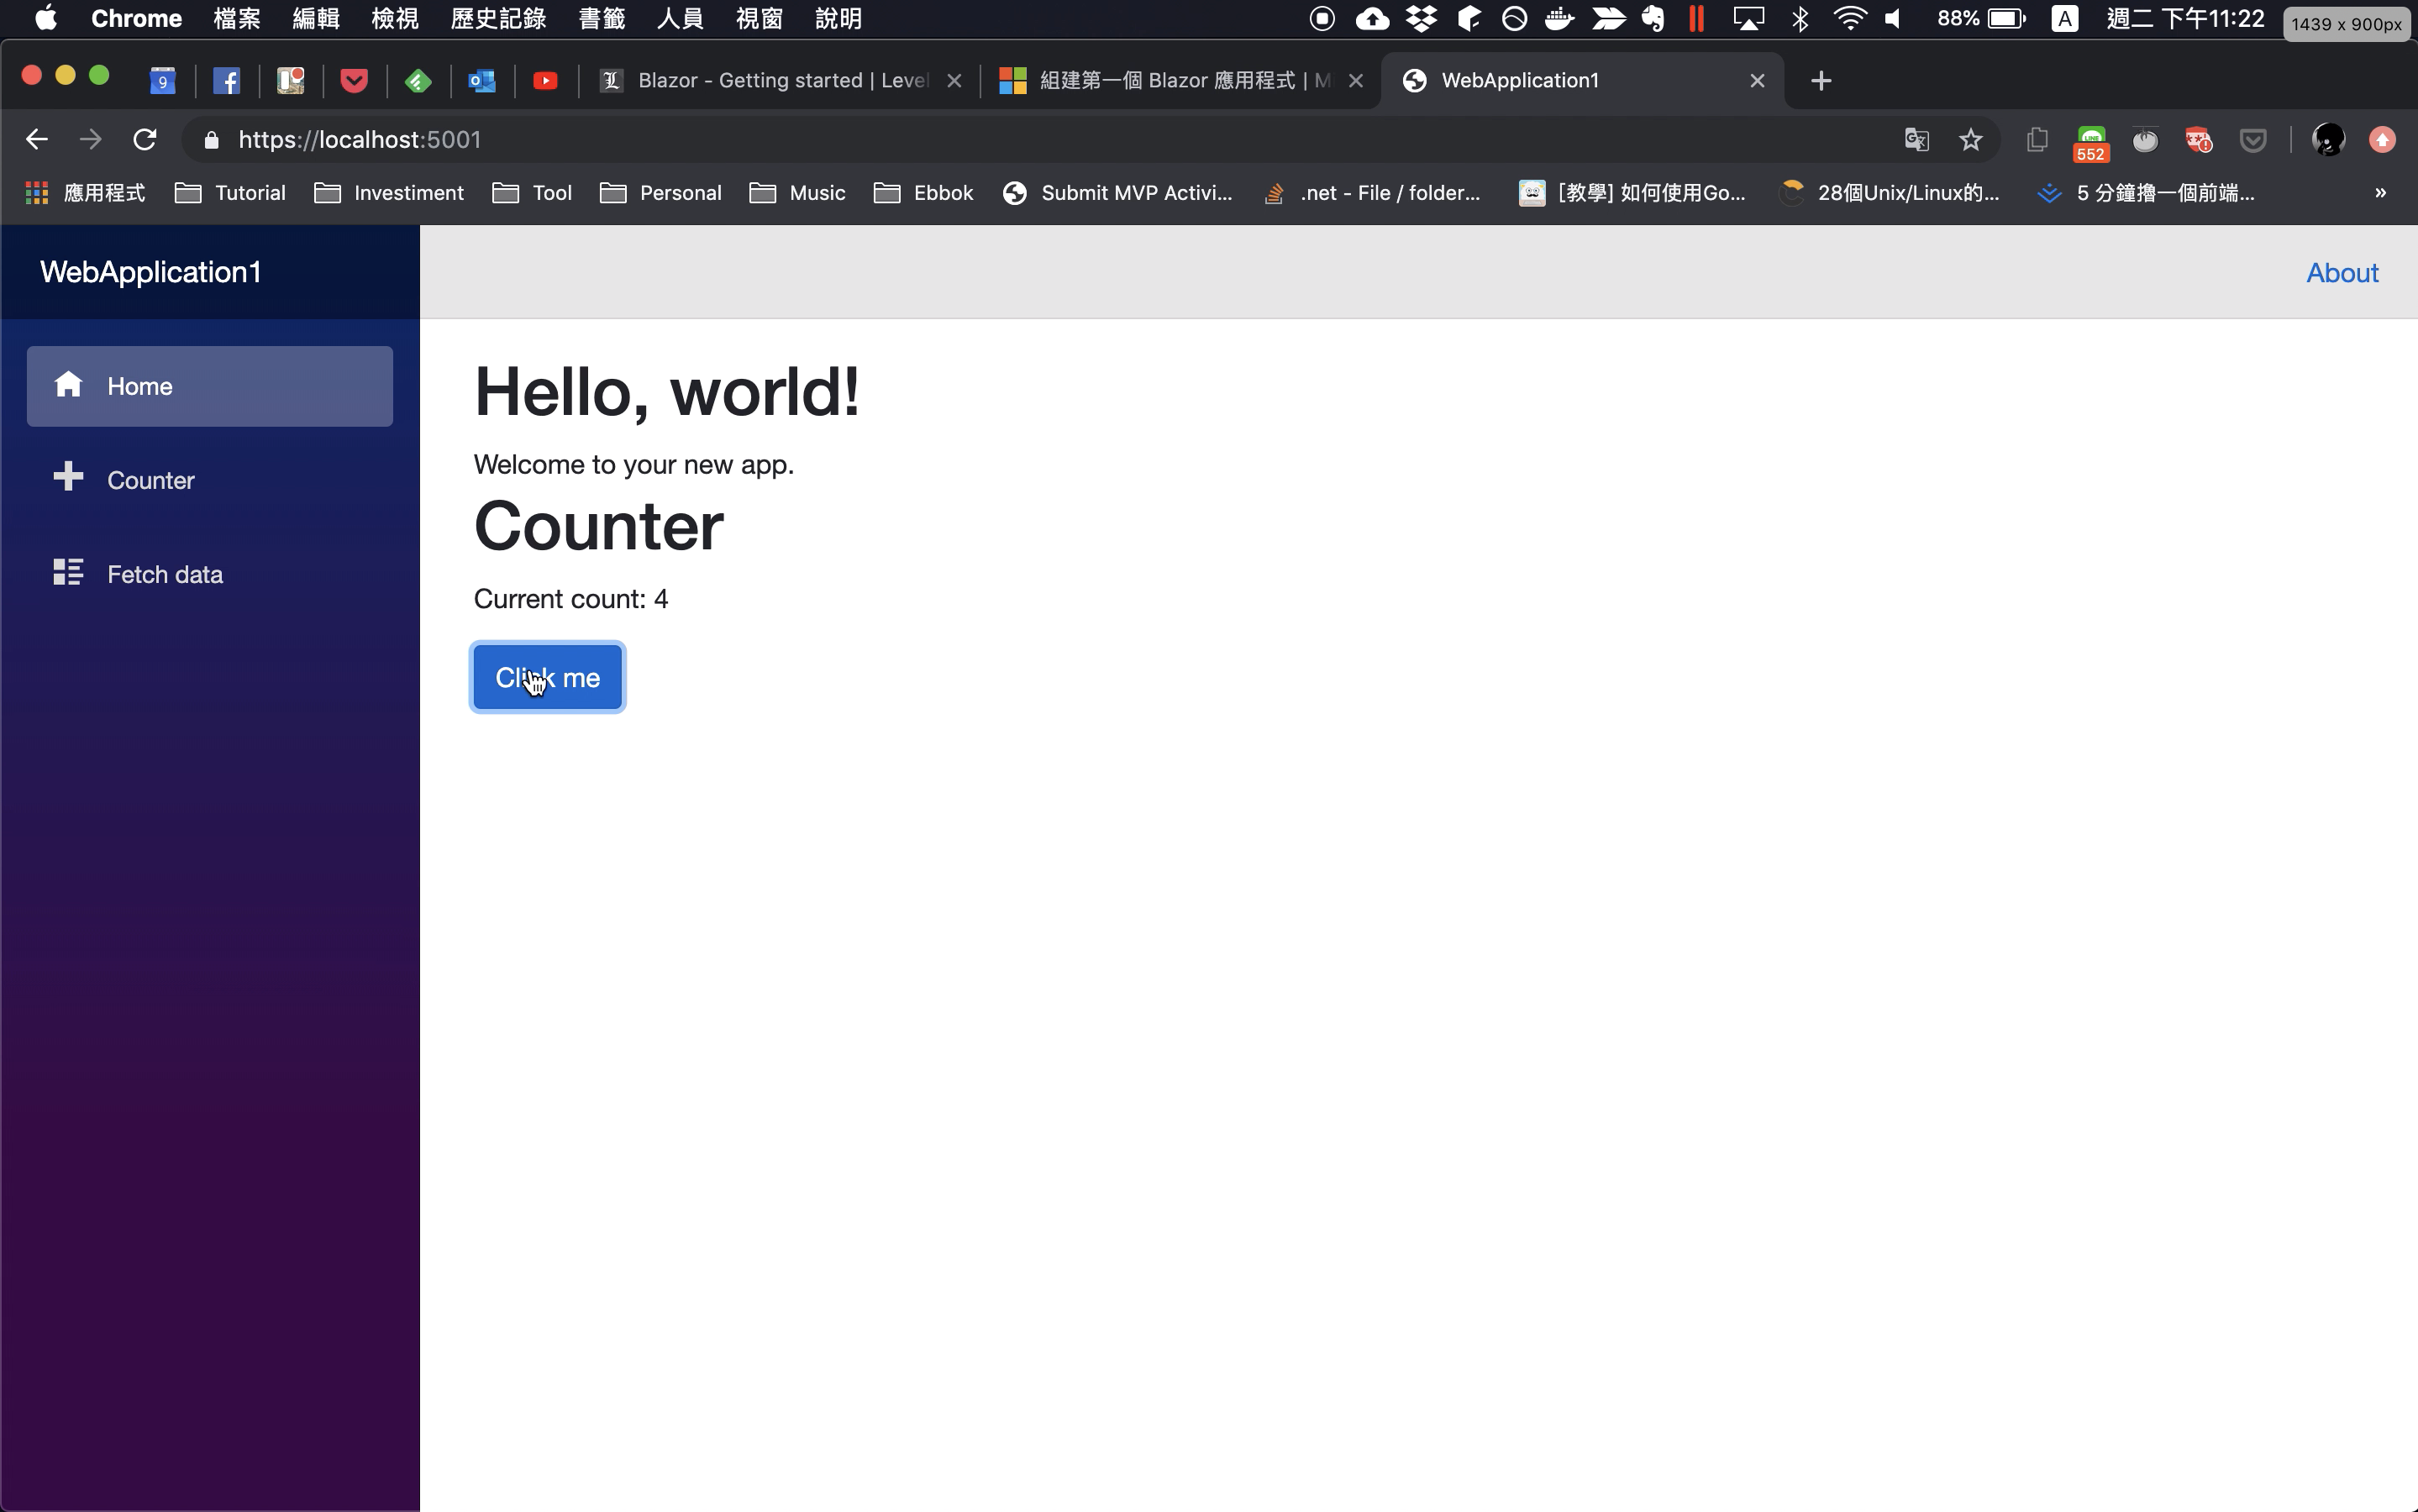 Chrome 檔案 編輯 檢視 歷史記錄 書籤 人員 視窗 說明 88% A 週二 下午11:22 1439 x 900px
9 Blazor - Getting started | Level 組建第一個 Blazor 應用程式 | M WebApplication1
https://localhost:5001 LINE 552
應用程式 Tutorial Investiment Tool Personal Music Ebbok Submit MVP Activi... .net - File / folder... [教學] 如何使用Go... 28個Unix/Linux的... 5 分鐘擼一個前端... »
WebApplication1
About
Home
Counter
Fetch data
Hello, world!
Welcome to your new app.
Counter
Current count: 4
Click me